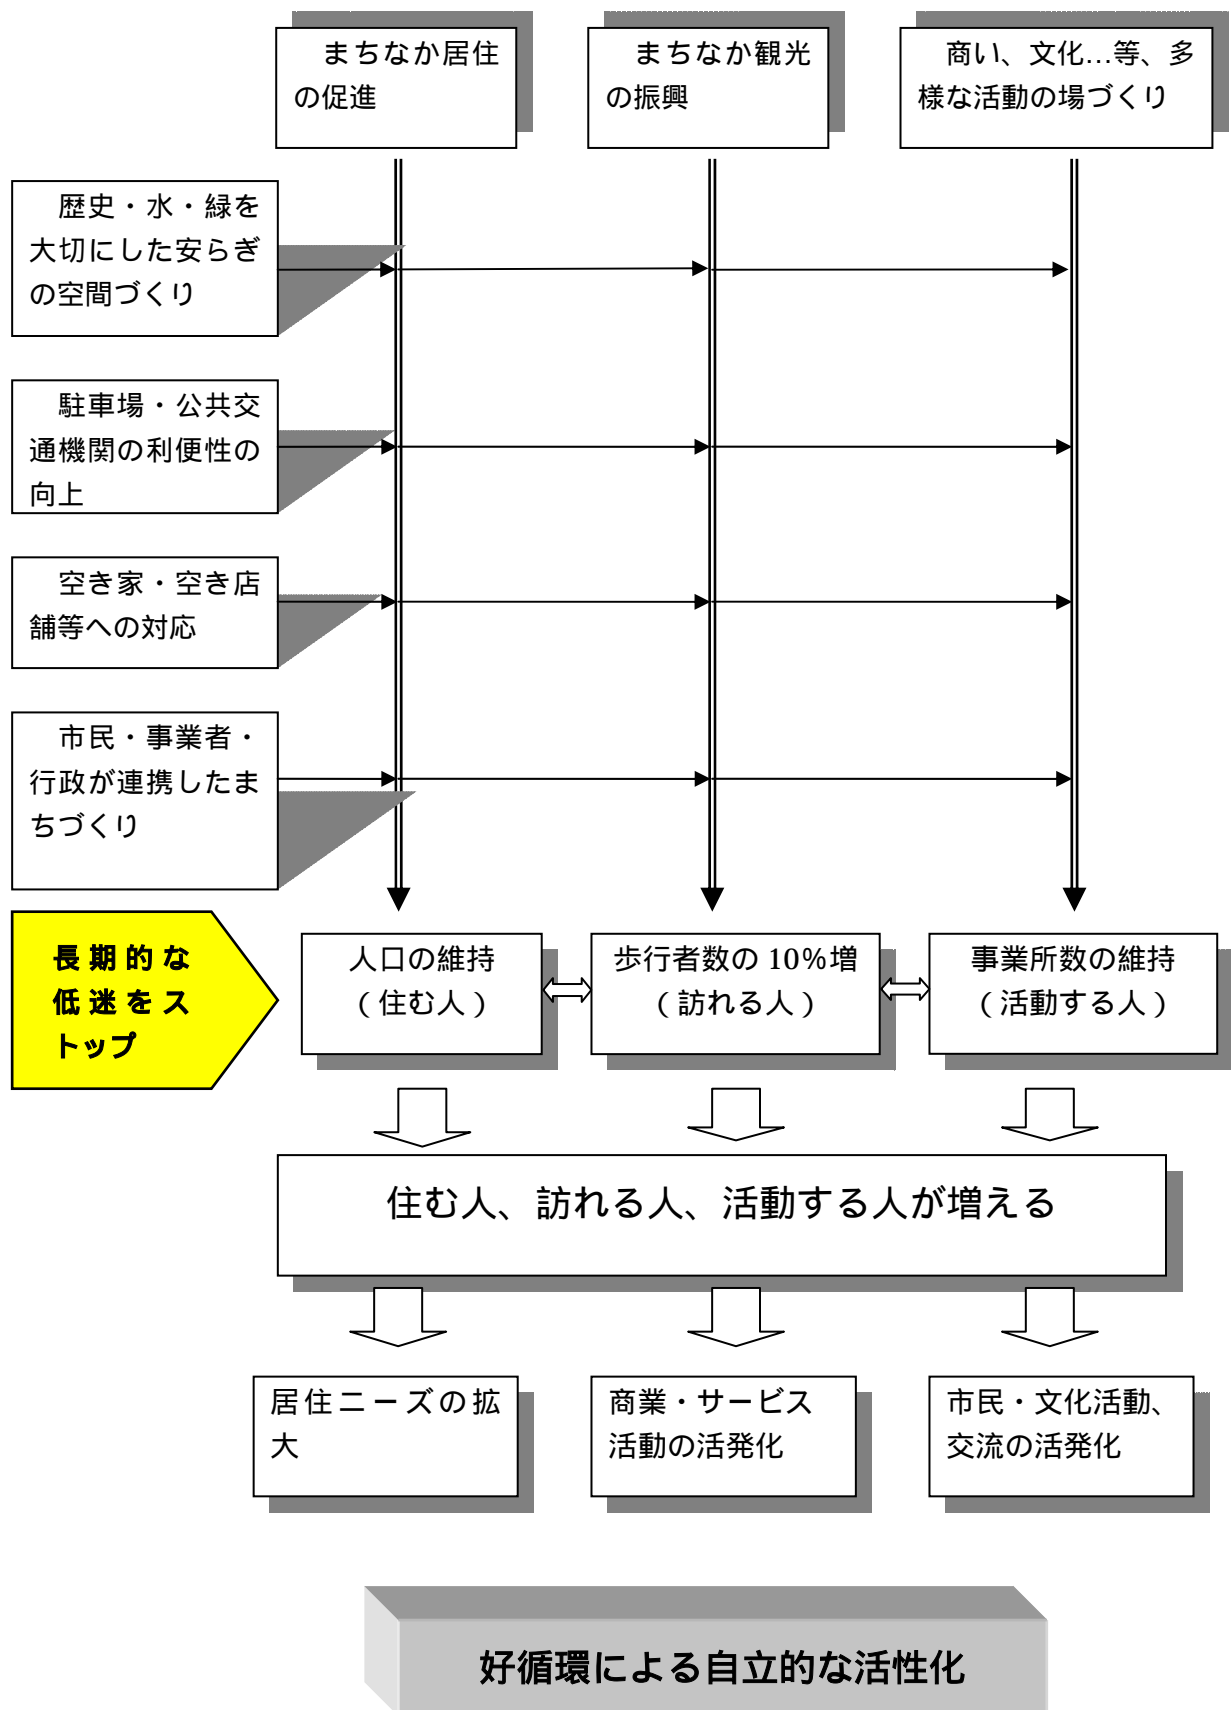 まちなか居住
の促進
まちなか観光
の振興
商い、文化…等、多
様な活動の場づくり
歴史・水・緑を
大切にした安らぎ
の空間づくり
駐車場・公共交
通機関の利便性の
向上
空き家・空き店
舗等への対応
市民・事業者・
行政が連携したま
ちづくり
長期的な
低迷をス
トップ
人口の維持
（住む人）
歩行者数の 10％増
（訪れる人）
事業所数の維持
（活動する人）
住む人、訪れる人、活動する人が増える
居住ニーズの拡
大
商業・サービス
活動の活発化
市民・文化活動、
交流の活発化
好循環による自立的な活性化